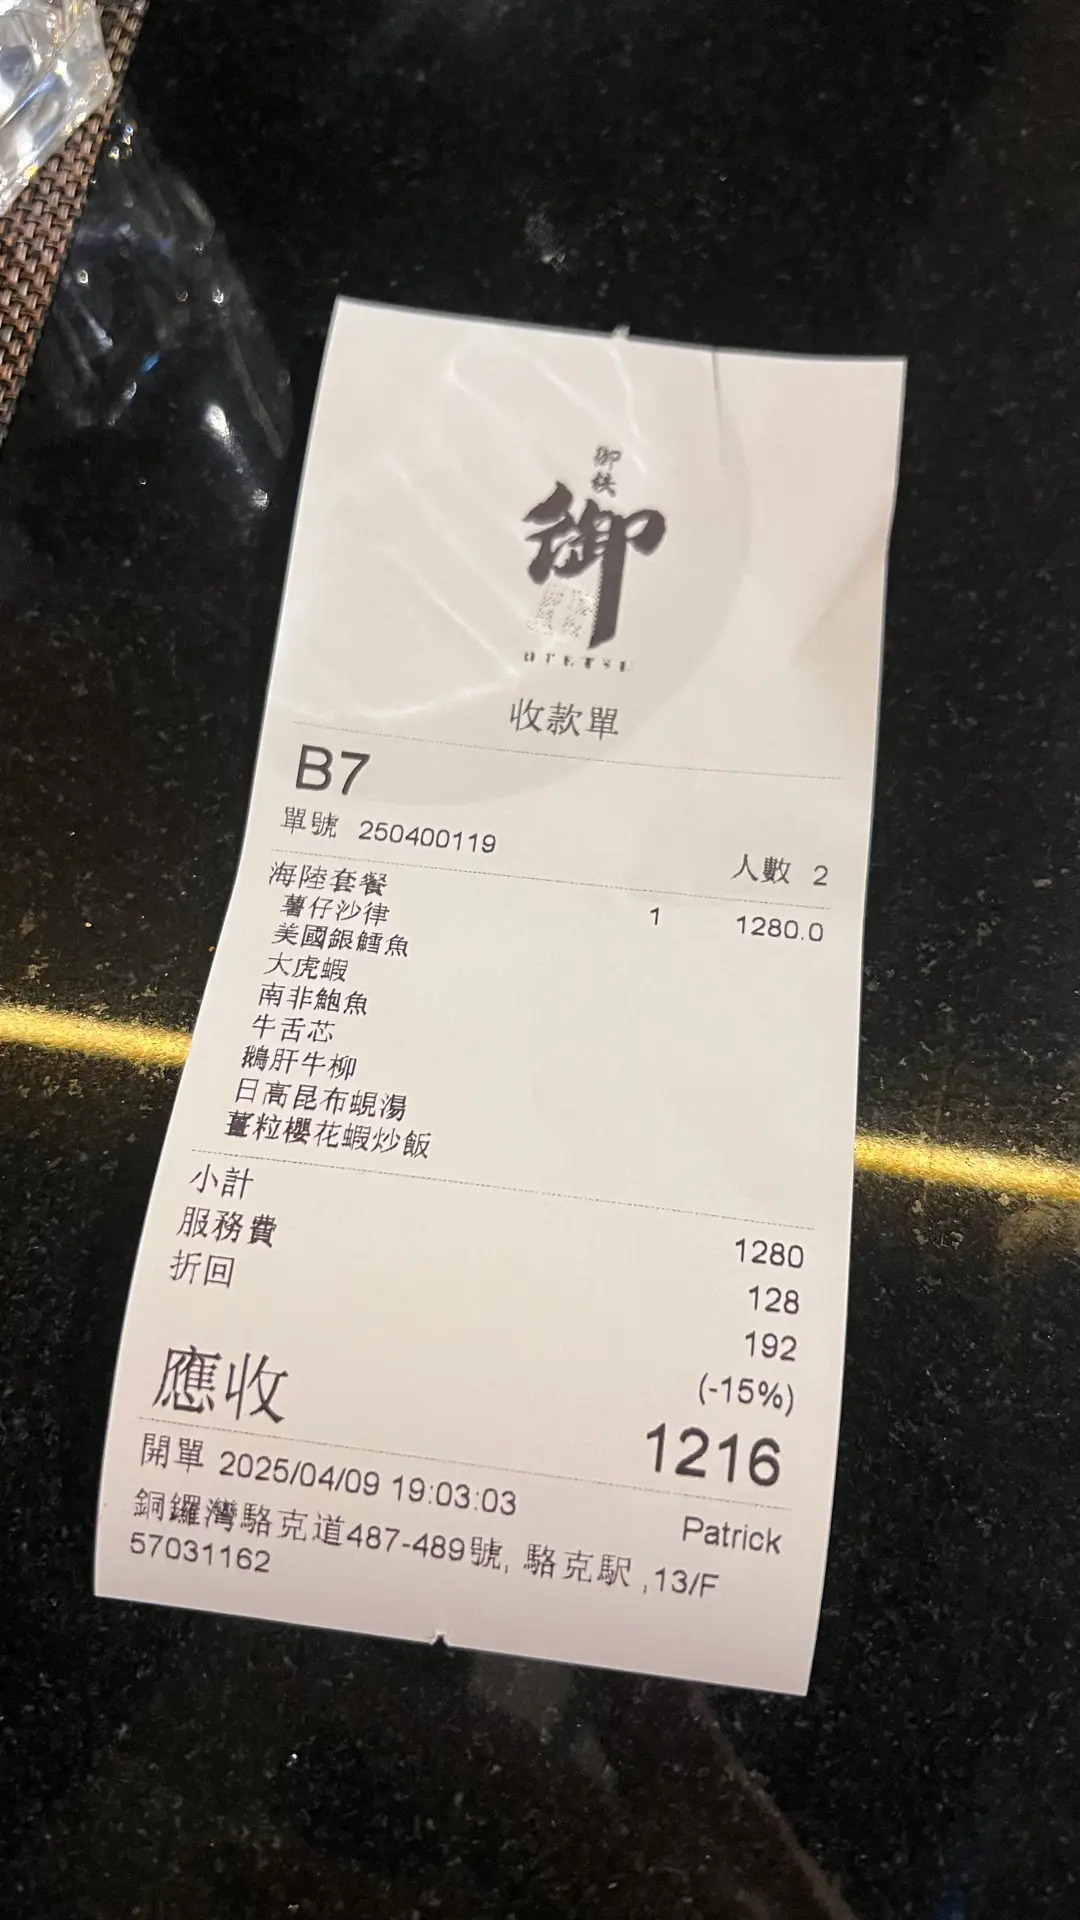 御鉄
御
收款單
B7
單號 250400119 人數 2
海陸套餐 1 1280.0
薯仔沙律
美國銀鱈魚
大虎蝦
南非鮑魚
牛舌芯
鵝肝牛柳
日高昆布蜆湯
薑粒櫻花蝦炒飯
小計 1280
服務費 128
折回 192
(-15%)
應收 1216
開單 2025/04/09 19:03:03 Patrick
銅鑼灣駱克道487-489號, 駱克駅 ,13/F
57031162